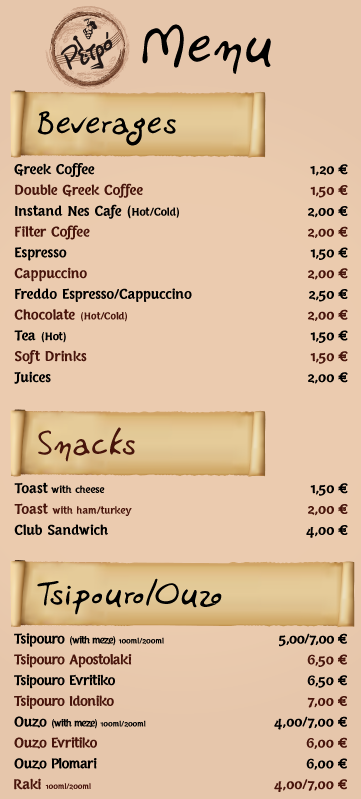 Ρετρό Menu
Beverages
Greek Coffee 1,20 €
Double Greek Coffee 1,50 €
Instand Nes Cafe (Hot/Cold) 2,00 €
Filter Coffee 2,00 €
Espresso 1,50 €
Cappuccino 2,00 €
Freddo Espresso/Cappuccino 2,50 €
Chocolate (Hot/Cold) 2,00 €
Tea (Hot) 1,50 €
Soft Drinks 1,50 €
Juices 2,00 €
Snacks
Toast with cheese 1,50 €
Toast with ham/turkey 2,00 €
Club Sandwich 4,00 €
Tsipouro/Ouzo
Tsipouro (with meze) 100ml/200ml 5,00/7,00 €
Tsipouro Apostolaki 6,50 €
Tsipouro Evritiko 6,50 €
Tsipouro Idoniko 7,00 €
Ouzo (with meze) 100ml/200ml 4,00/7,00 €
Ouzo Evritiko 6,00 €
Ouzo Plomari 6,00 €
Raki 100ml/200ml 4,00/7,00 €